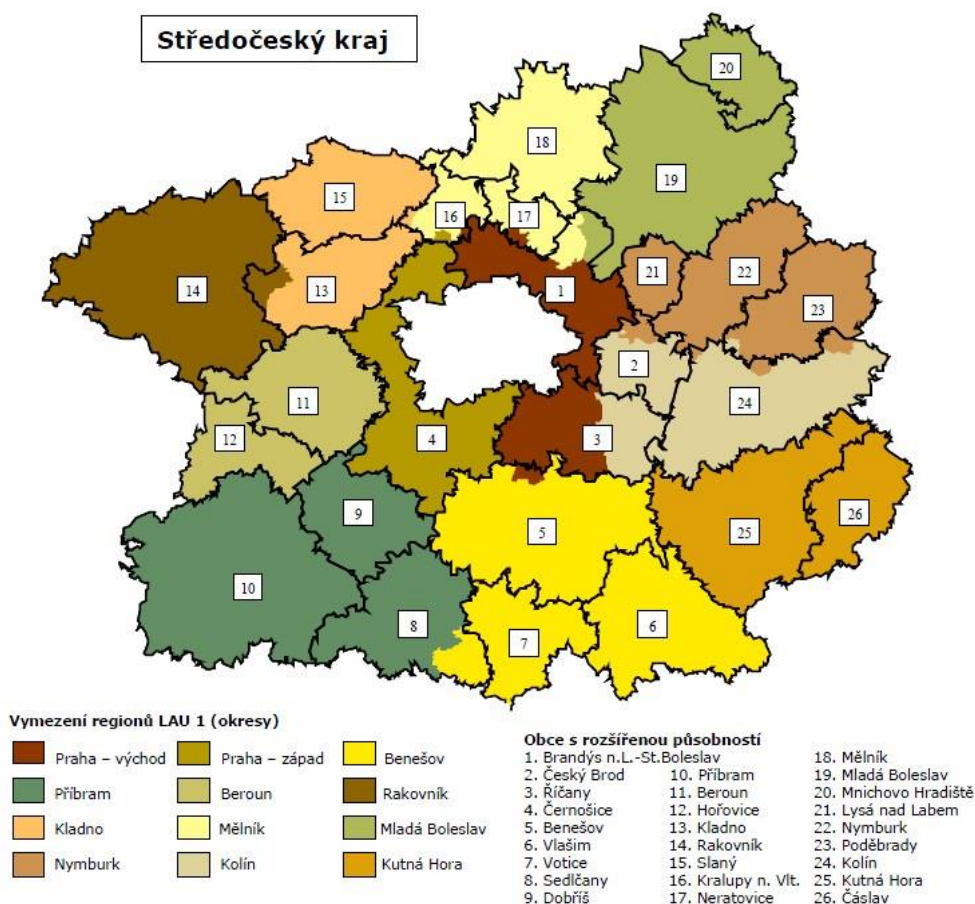 Středočeský kraj
20
18
19
15
16
17
14
13
1
21
22
23
2
11
24
12
4
3
9
5
25
26
10
8
7
6
Vymezení regionů LAU 1 (okresy)
Praha – východ
Praha – západ
Benešov
Příbram
Beroun
Rakovník
Kladno
Mělník
Mladá Boleslav
Nymburk
Kolín
Kutná Hora
Obce s rozšířenou působností
1. Brandýs n.L.-St.Boleslav
2. Český Brod
3. Říčany
4. Černošice
5. Benešov
6. Vlašim
7. Votice
8. Sedlčany
9. Dobříš
10. Příbram
11. Beroun
12. Hořovice
13. Kladno
14. Rakovník
15. Slaný
16. Kralupy n. Vlt.
17. Neratovice
18. Mělník
19. Mladá Boleslav
20. Mnichovo Hradiště
21. Lysá nad Labem
22. Nymburk
23. Poděbrady
24. Kolín
25. Kutná Hora
26. Čáslav